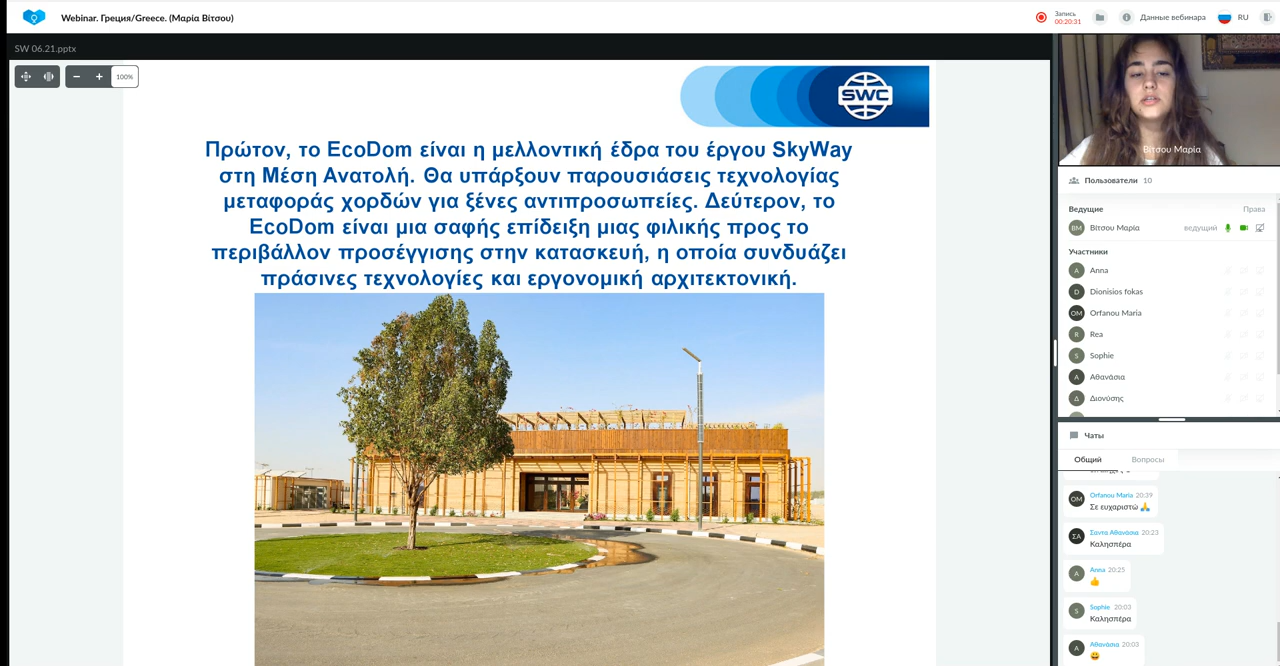 Webinar. Греция/Greece. (Μαρία Βίτσου)
Запись
00:20:31
Данные вебинара
RU
SW 06.21.pptx
100%
SWC
Πρώτον, το EcoDom είναι η μελλοντική έδρα του έργου SkyWay
στη Μέση Ανατολή. Θα υπάρξουν παρουσιάσεις τεχνολογίας
μεταφοράς χορδών για ξένες αντιπροσωπείες. Δεύτερον, το
EcoDom είναι μια σαφής επίδειξη μιας φιλικής προς το
περιβάλλον προσέγγισης στην κατασκευή, η οποία συνδυάζει
πράσινες τεχνολογίες και εργονομική αρχιτεκτονική.
Βίτσου Μαρία
Пользователи 10
Ведущие Права
ΒΜ Βίτσου Μαρία ведущий
Участники
A Anna
D Dionisios fokas
OM Orfanou Maria
R Rea
S Sophie
Α Αθανάσια
Δ Διονύσης
Чаты
Общий Вопросы
OM Orfanou Maria 20:39
Σε ευχαριστώ 🙏
ΣΑ Σαντα Αθανάσια 20:23
Καλησπέρα
A Anna 20:25
👍
S Sophie 20:03
Καλησπέρα
Α Αθανάσια 20:03
😃